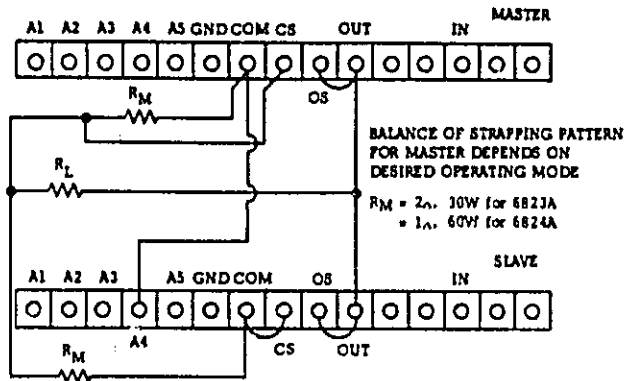 MASTER
A1 A2 A3 A4 A5 GND COM CS OUT IN
OS
RM
BALANCE OF STRAPPING PATTERN
FOR MASTER DEPENDS ON
DESIRED OPERATING MODE
RL
RM = 2Ω, 30W for 6823A
= 1Ω, 60W for 6824A
SLAVE
A1 A2 A3 A5 GND COM OS IN
A4 CS OUT
RM